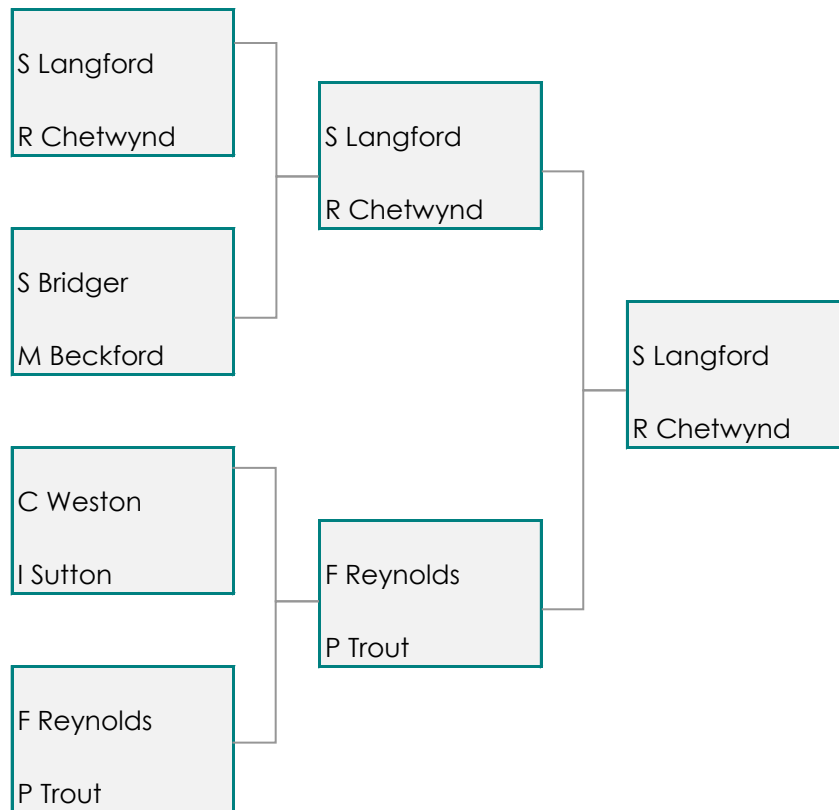 S Langford
R Chetwynd
S Bridger
M Beckford
C Weston
I Sutton
F Reynolds
P Trout
S Langford
R Chetwynd
F Reynolds
P Trout
S Langford
R Chetwynd